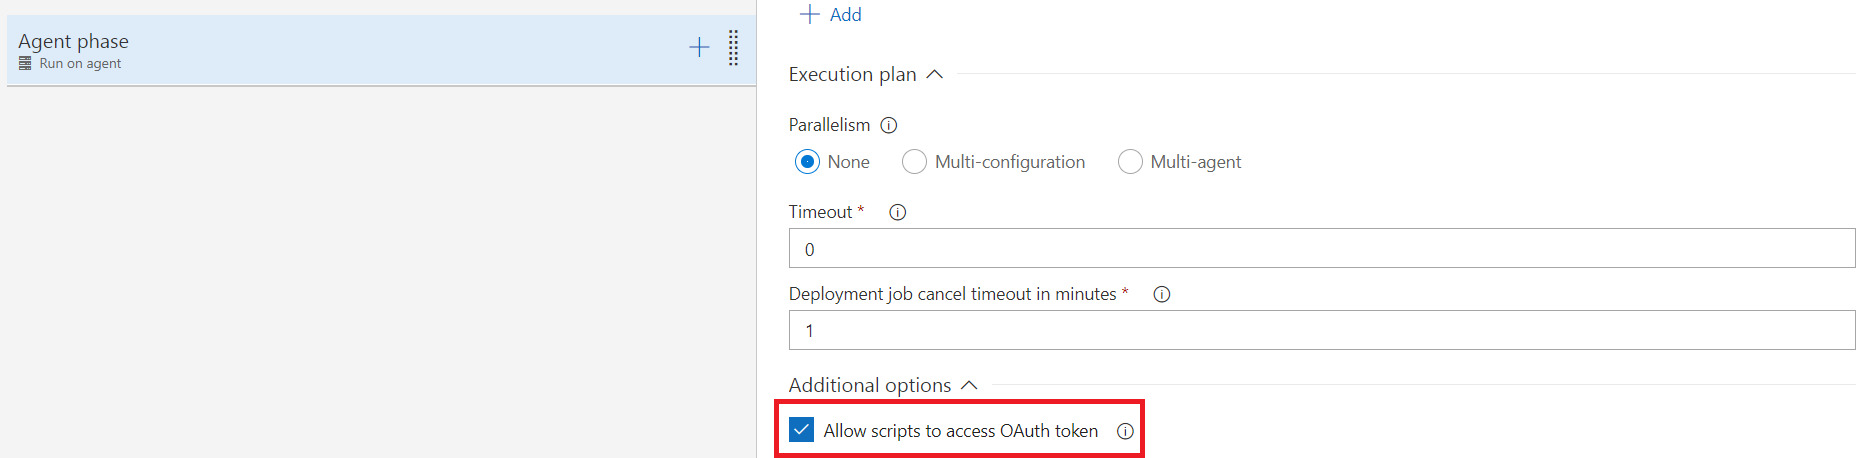 Agent phase
Run on agent
Add
Execution plan
Parallelism
None Multi-configuration Multi-agent
Timeout *
0
Deployment job cancel timeout in minutes *
1
Additional options
Allow scripts to access OAuth token